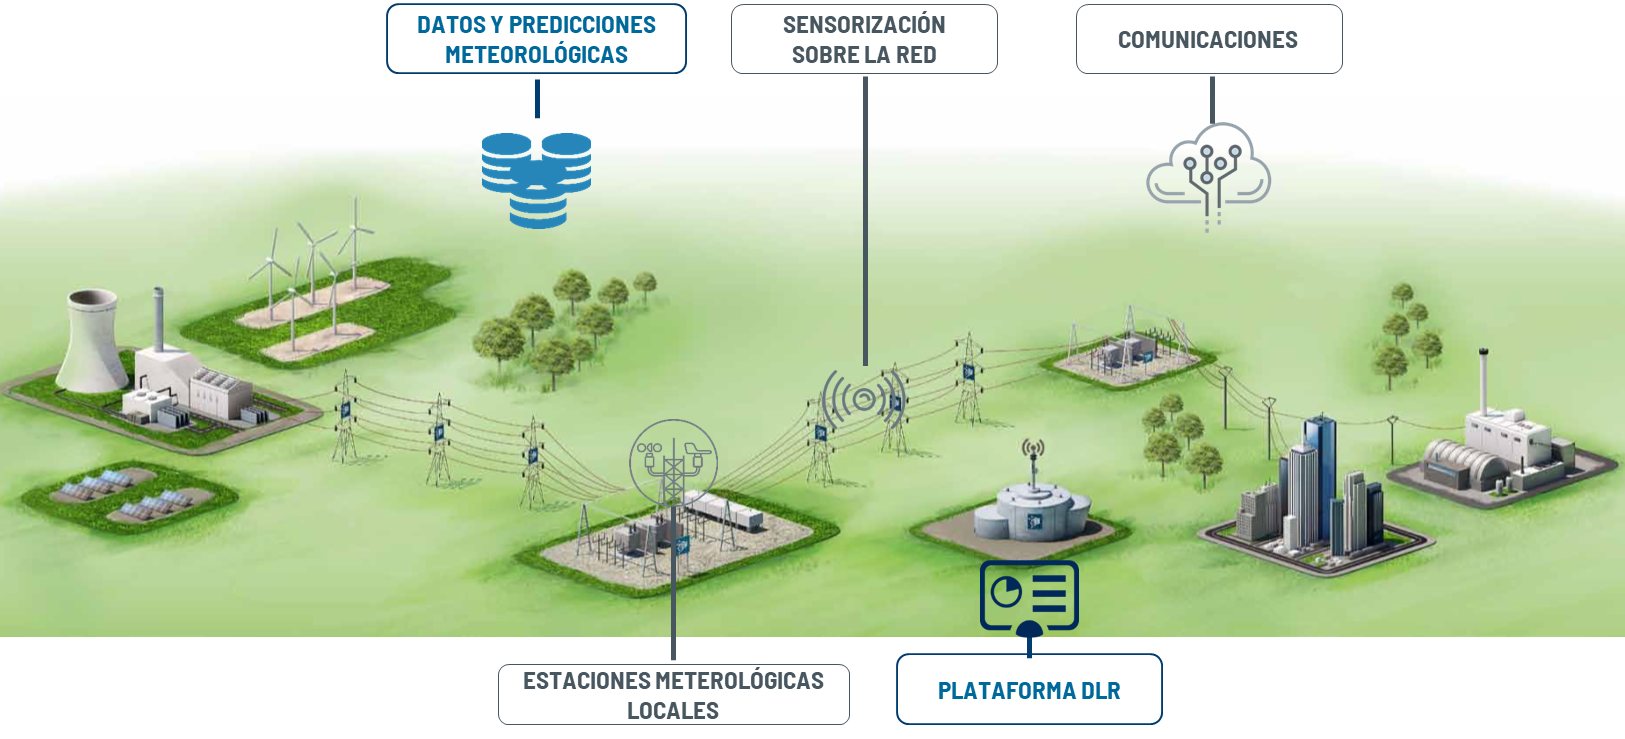 DATOS Y PREDICCIONES
METEOROLÓGICAS
SENSORIZACIÓN
SOBRE LA RED
COMUNICACIONES
ESTACIONES METEROLÓGICAS
LOCALES
PLATAFORMA DLR